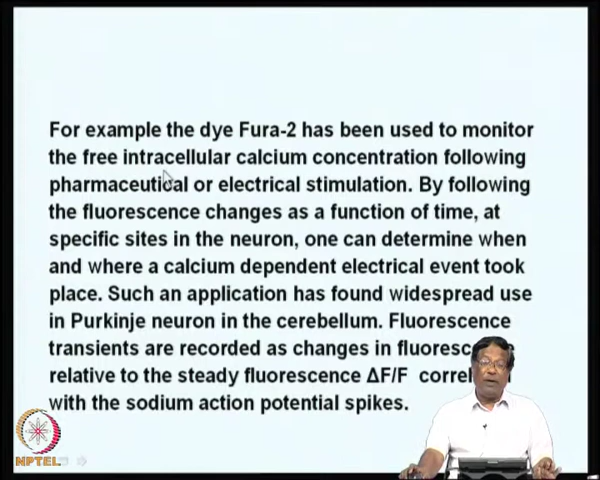 For example the dye Fura-2 has been used to monitor
the free intracellular calcium concentration following
pharmaceutical or electrical stimulation. By following
the fluorescence changes as a function of time, at
specific sites in the neuron, one can determine when
and where a calcium dependent electrical event took
place. Such an application has found widespread use
in Purkinje neuron in the cerebellum. Fluorescence
transients are recorded as changes in
relative to the steady fluorescence ΔF/F
with the sodium action potential spikes.
NPTEL